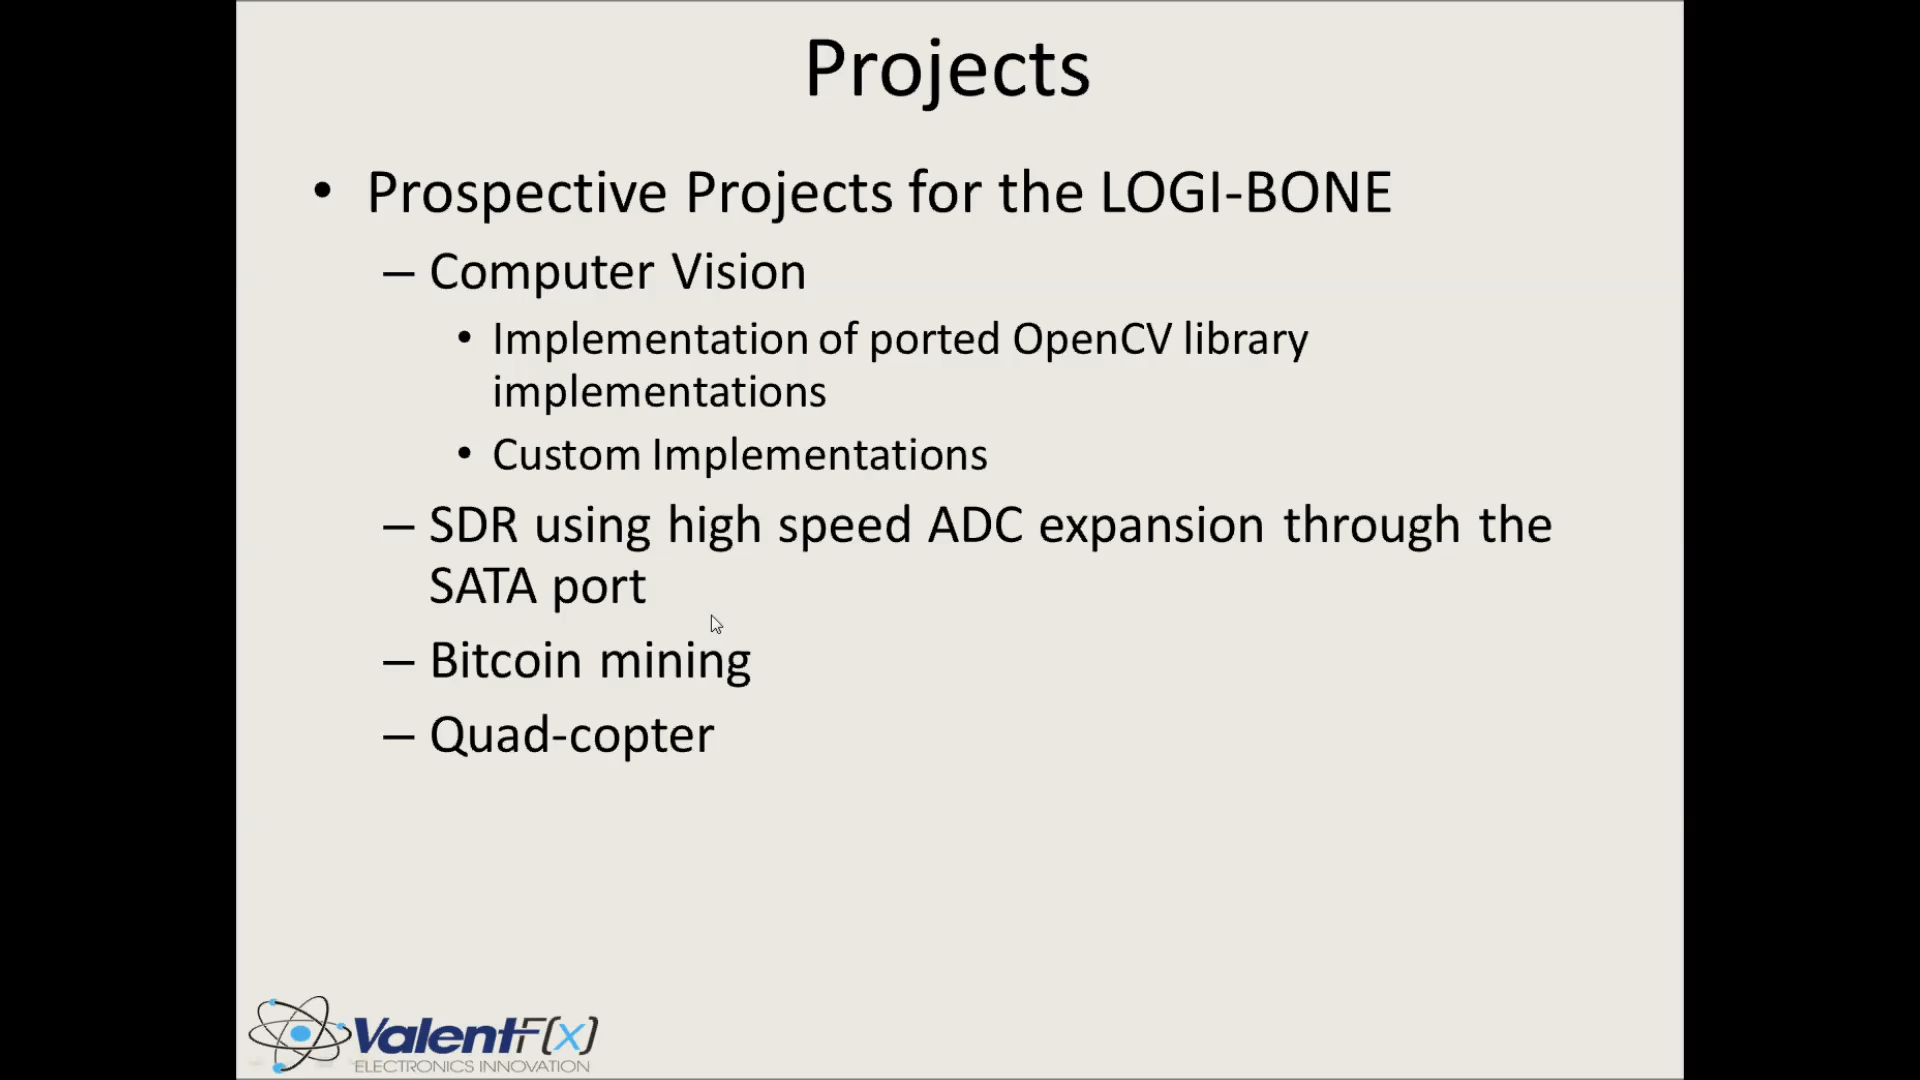 Projects
• Prospective Projects for the LOGI-BONE
– Computer Vision
• Implementation of ported OpenCV library
implementations
• Custom Implementations
– SDR using high speed ADC expansion through the
SATA port
– Bitcoin mining
– Quad-copter
ValentF(x)
ELECTRONICS INNOVATION